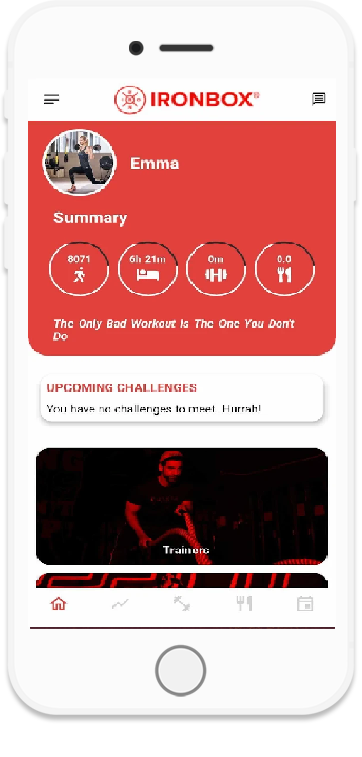 IRONBOX®
Emma
Summary
8071
6h 21m
0m
0.0
The Only Bad Workout Is The One You Don't
Do
UPCOMING CHALLENGES
You have no challenges to meet. Hurrah!
Trainers